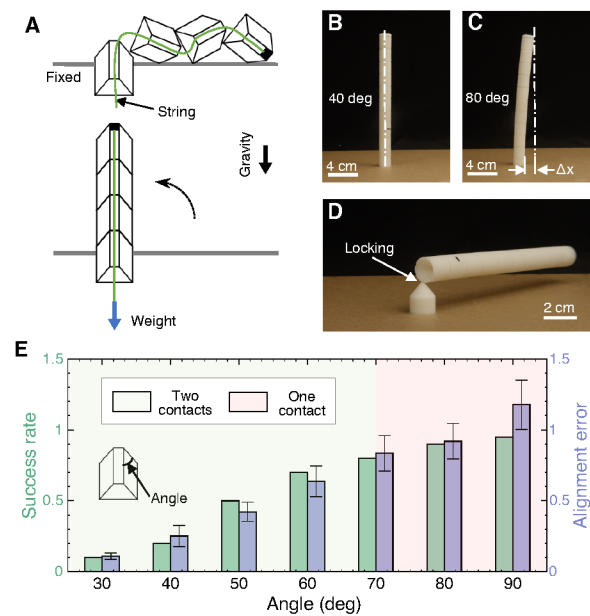 A
Fixed
String
Gravity
Weight
B
40 deg
4 cm
C
80 deg
4 cm
Δx
D
Locking
2 cm
E
Success rate
1.5
1
0.5
0
Two
contacts
One
contact
Angle
30 40 50 60 70 80 90
Angle (deg)
1.5
1
0.5
0
Alignment error